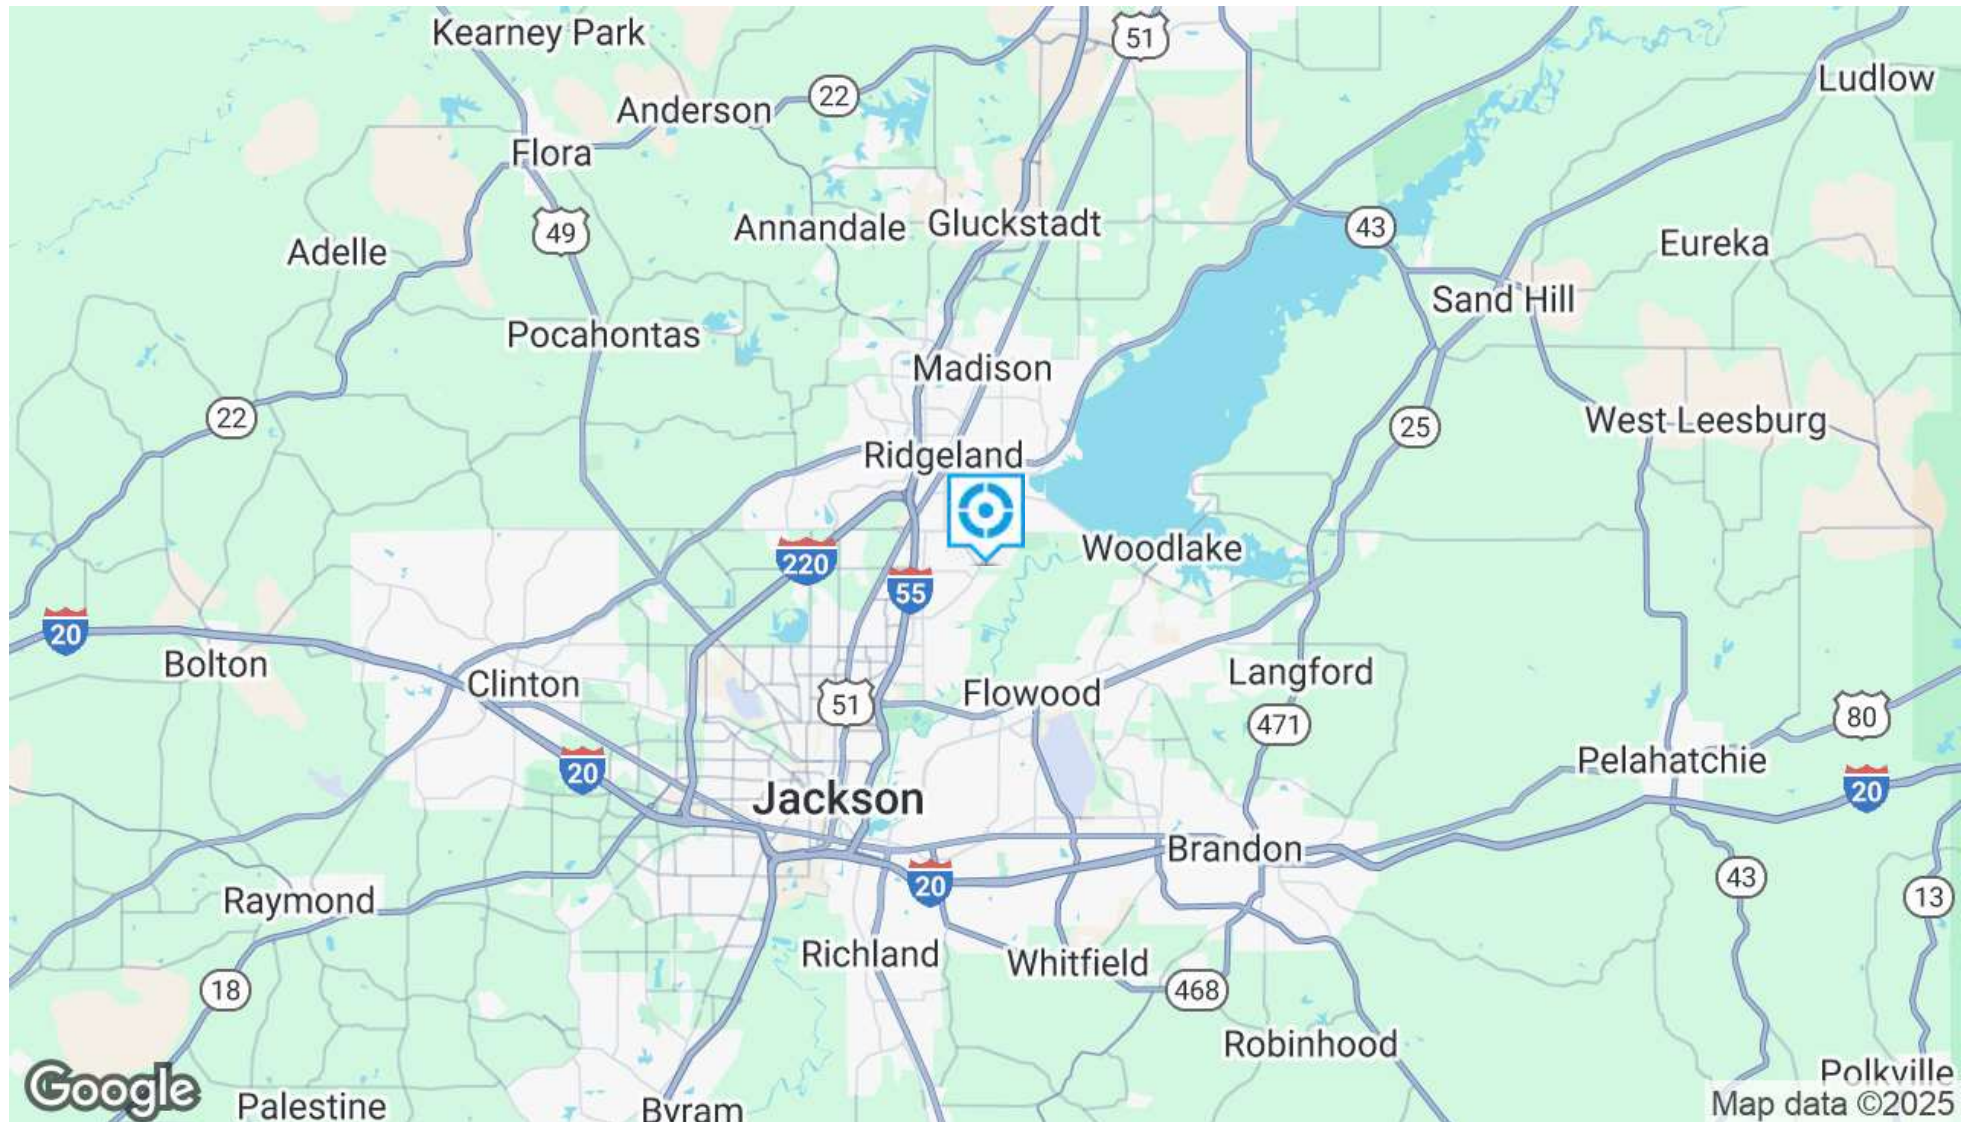 Kearney Park
51
Ludlow
22
Anderson
Flora
49
Annandale
Gluckstadt
43
Adelle
Eureka
Sand Hill
Pocahontas
Madison
22
25
West Leesburg
Ridgeland
Woodlake
220
55
20
Bolton
Clinton
Langford
51
Flowood
471
80
20
Pelahatchie
20
Jackson
Brandon
20
43
13
Raymond
Richland
Whitfield
18
468
Robinhood
Polkville
Google
Palestine
Byram
Map data ©2025